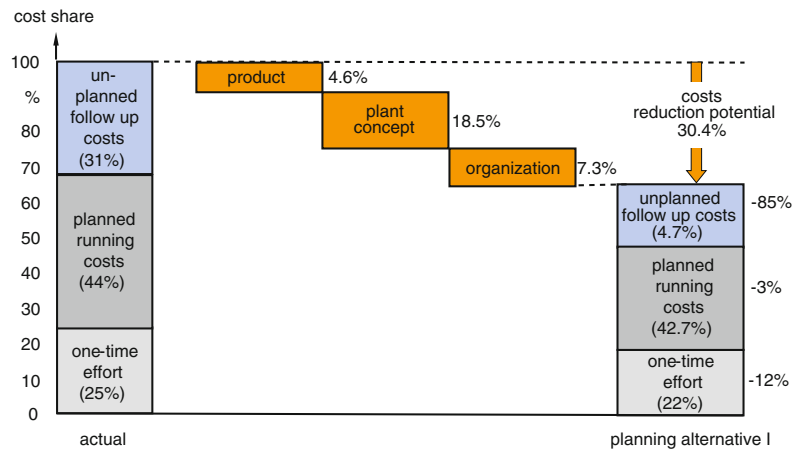 cost share
100
%
80
70
60
50
40
30
20
10
0
un-
planned
follow up
costs
(31%)
planned
running
costs
(44%)
one-time
effort
(25%)
actual
product
4.6%
plant
concept
18.5%
organization
7.3%
costs
reduction potential
30.4%
unplanned
follow up costs
(4.7%)
-85%
planned
running
costs
(42.7%)
-3%
one-time
effort
(22%)
-12%
planning alternative I